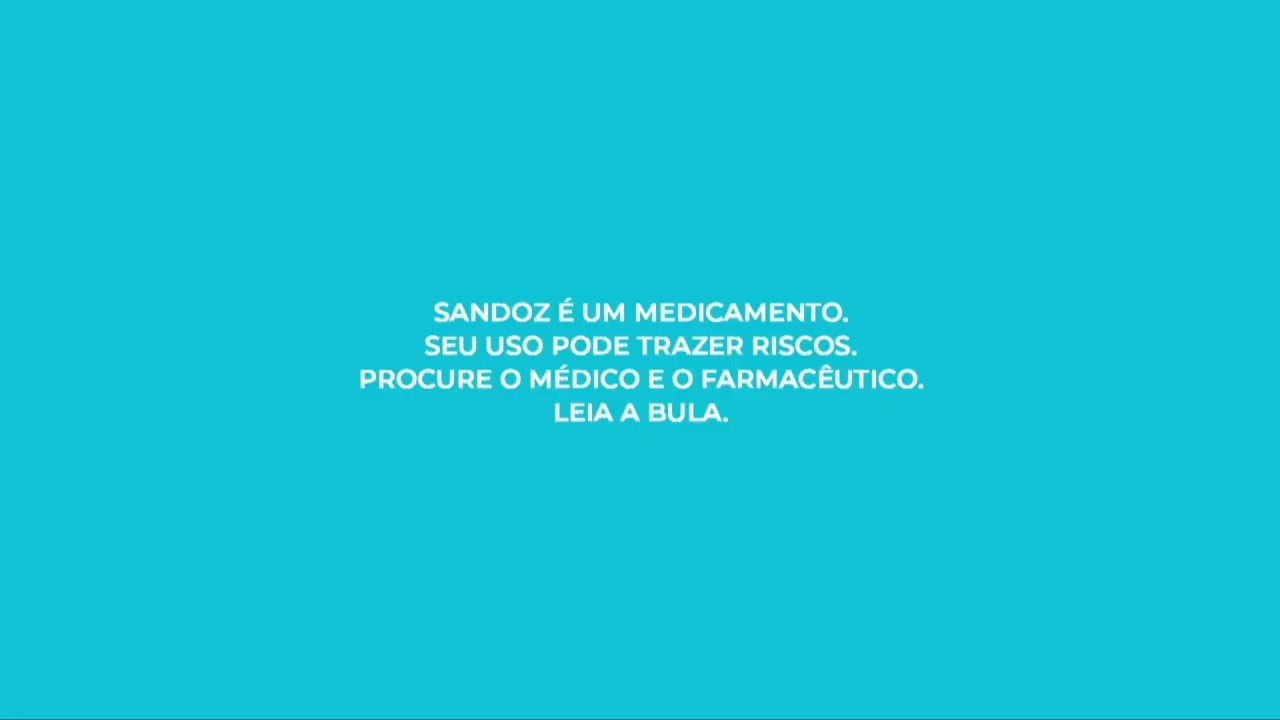 SANDOZ É UM MEDICAMENTO.
SEU USO PODE TRAZER RISCOS.
PROCURE O MÉDICO E O FARMACÊUTICO.
LEIA A BULA.